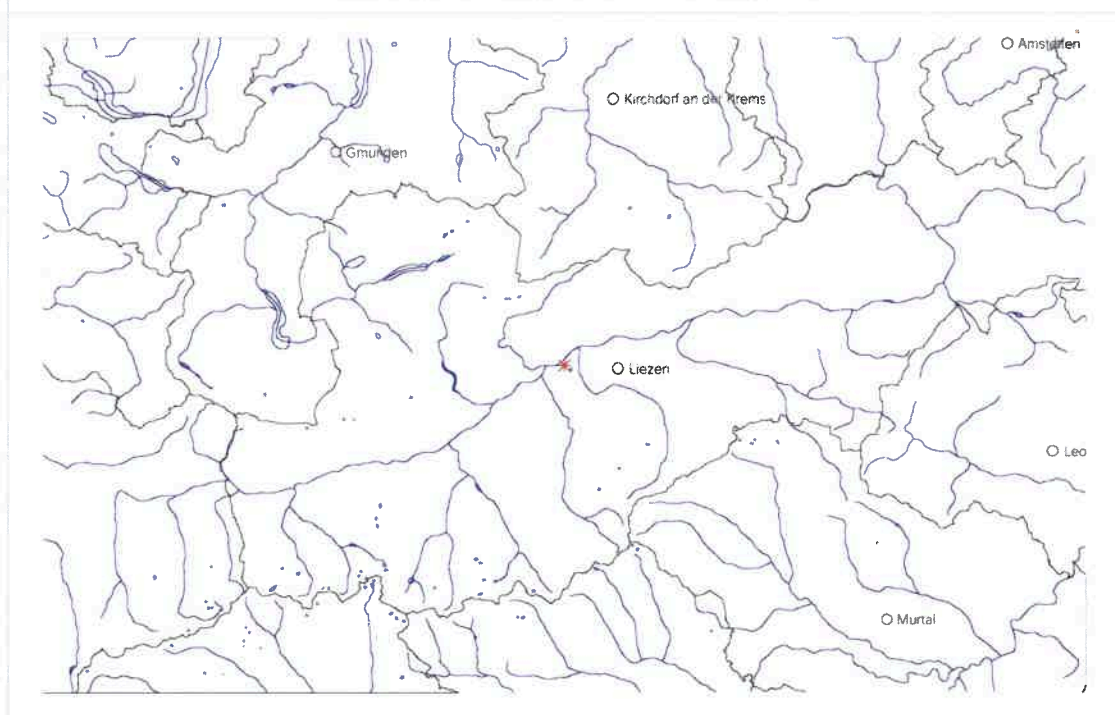 Amstetten
Kirchdorf an der Krems
Gmunden
Liezen
Leo
Murtal